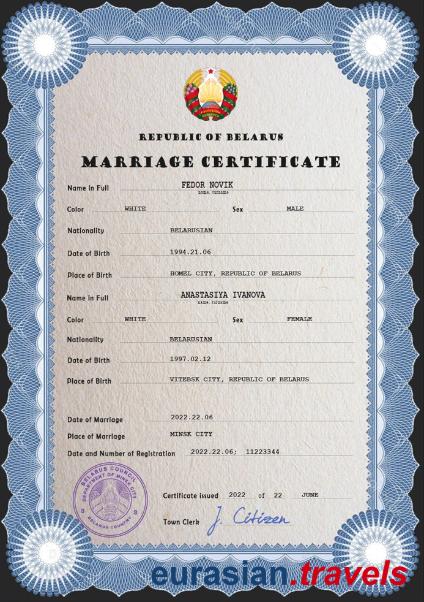 REPUBLIC OF BELARUS
MARRIAGE CERTIFICATE
Name in Full FEDOR NOVIK
Color WHITE Sex MALE
Nationality BELARUSIAN
Date of Birth 1994.21.06
Place of Birth HOMEL CITY, REPUBLIC OF BELARUS
Name in Full ANASTASIYA IVANOVA
Color WHITE Sex FEMALE
Nationality BELARUSIAN
Date of Birth 1997.02.12
Place of Birth VITEBSK CITY, REPUBLIC OF BELARUS
Date of Marriage 2022.22.06
Place of Marriage MINSK CITY
Date and Number of Registration 2022.22.06; 11223344
BELARUS COUNCIL
DEPARTMENT OF MINSK CITY
Certificate issued 2022 of 22 JUNE
Town Clerk J. Citizen
eurasian.travels